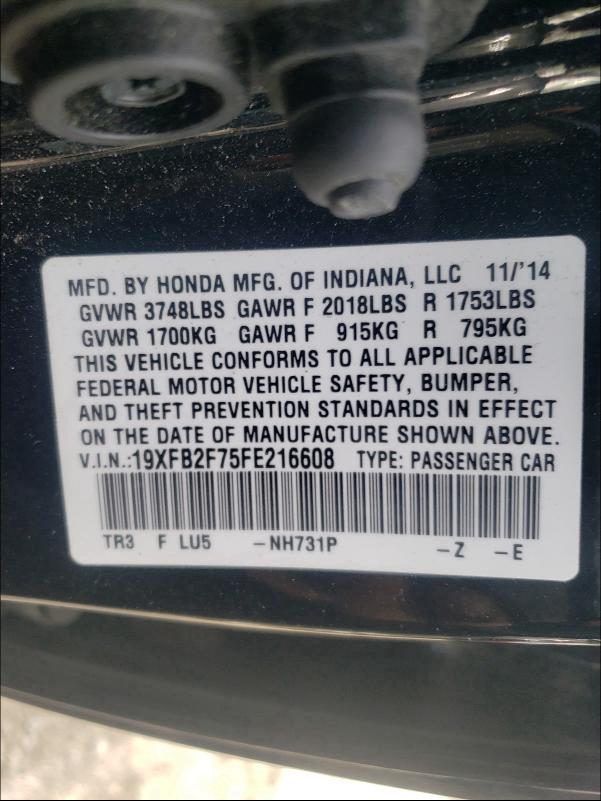 MFD. BY HONDA MFG. OF INDIANA, LLC 11/'14
GVWR 3748LBS GAWR F 2018LBS R 1753LBS
GVWR 1700KG GAWR F 915KG R 795KG
THIS VEHICLE CONFORMS TO ALL APPLICABLE
FEDERAL MOTOR VEHICLE SAFETY, BUMPER,
AND THEFT PREVENTION STANDARDS IN EFFECT
ON THE DATE OF MANUFACTURE SHOWN ABOVE.
V.I.N.:19XFB2F75FE216608 TYPE: PASSENGER CAR
TR3 F LU5 -NH731P -Z -E